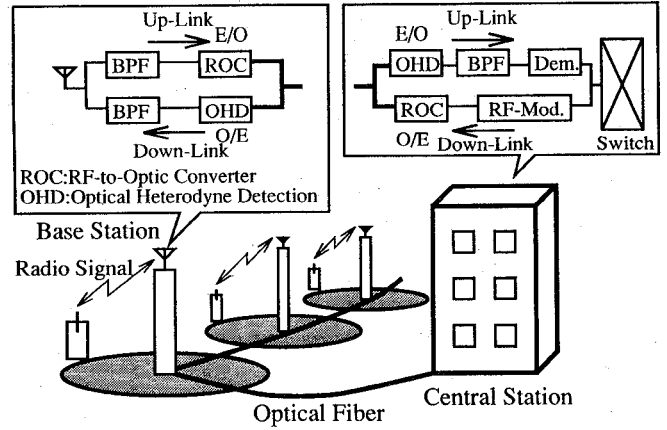 Up-Link
E/O
BPF
ROC
BPF
OHD
O/E
Down-Link
ROC:RF-to-Optic Converter
OHD:Optical Heterodyne Detection
E/O
Up-Link
OHD
BPF
Dem.
ROC
RF-Mod.
O/E
Down-Link
Switch
Base Station
Radio Signal
Optical Fiber
Central Station